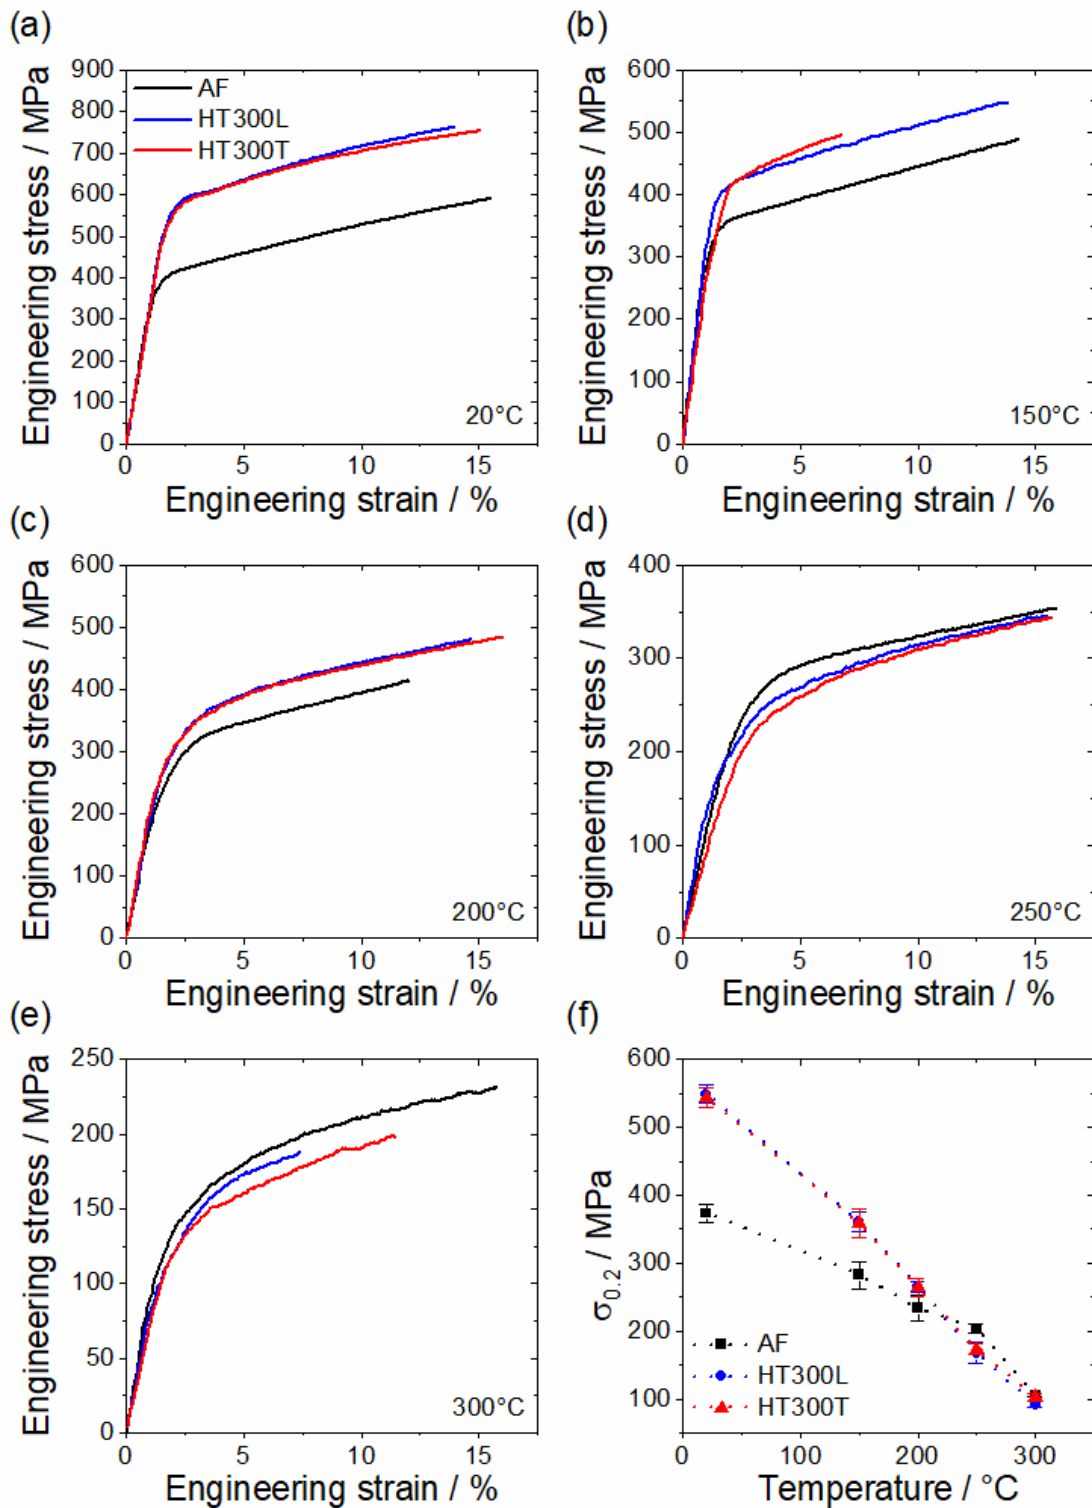 (a)
Engineering stress / MPa
900
800
700
600
500
400
300
200
100
0
AF
HT300L
HT300T
20°C
0 5 10 15
Engineering strain / %
(b)
Engineering stress / MPa
600
500
400
300
200
100
0
150°C
0 5 10 15
Engineering strain / %
(c)
Engineering stress / MPa
600
500
400
300
200
100
0
200°C
0 5 10 15
Engineering strain / %
(d)
Engineering stress / MPa
400
300
200
100
0
250°C
0 5 10 15
Engineering strain / %
(e)
Engineering stress / MPa
250
200
150
100
50
0
300°C
0 5 10 15
Engineering strain / %
(f)
σ0.2 / MPa
600
500
400
300
200
100
AF
HT300L
HT300T
0 100 200 300
Temperature / °C